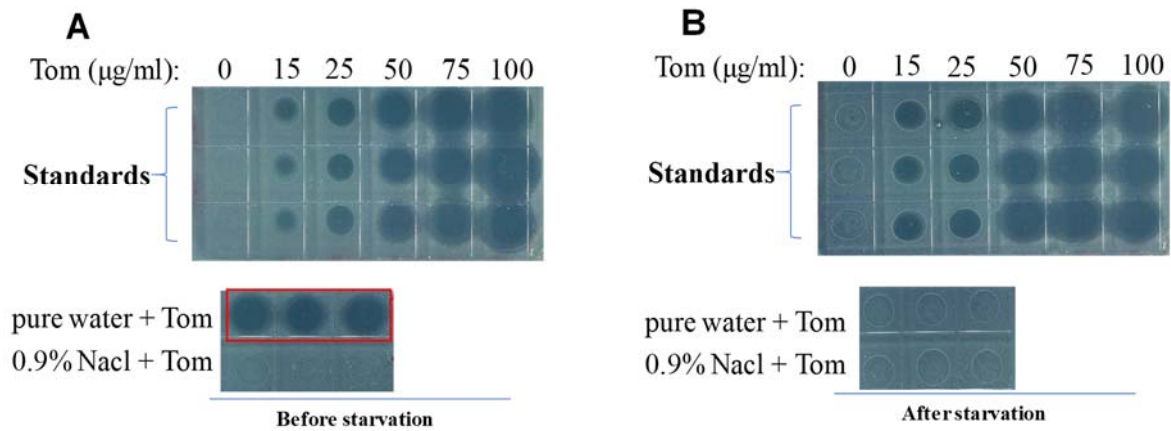 A
Tom (μg/ml): 0 15 25 50 75 100
Standards
pure water + Tom
0.9% Nacl + Tom
Before starvation
B
Tom (μg/ml): 0 15 25 50 75 100
Standards
pure water + Tom
0.9% Nacl + Tom
After starvation